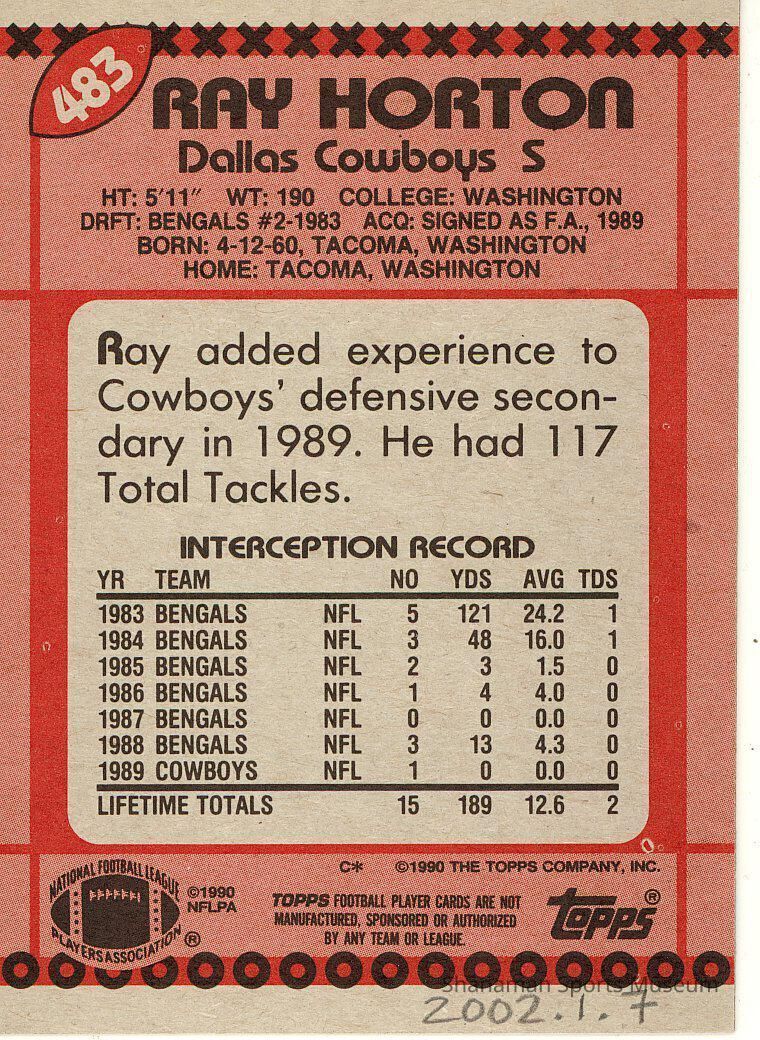 483
RAY HORTON
Dallas Cowboys S
HT: 5'11" WT: 190 COLLEGE: WASHINGTON
DRFT: BENGALS #2-1983 ACQ: SIGNED AS F.A., 1989
BORN: 4-12-60, TACOMA, WASHINGTON
HOME: TACOMA, WASHINGTON
Ray added experience to
Cowboys' defensive secon-
dary in 1989. He had 117
Total Tackles.
INTERCEPTION RECORD
YR TEAM NO YDS AVG TDS
1983 BENGALS NFL 5 121 24.2 1
1984 BENGALS NFL 3 48 16.0 1
1985 BENGALS NFL 2 3 1.5 0
1986 BENGALS NFL 1 4 4.0 0
1987 BENGALS NFL 0 0 0.0 0
1988 BENGALS NFL 3 13 4.3 0
1989 COWBOYS NFL 1 0 0.0 0
LIFETIME TOTALS 15 189 12.6 2
C* ©1990 THE TOPPS COMPANY, INC.
NATIONAL FOOTBALL LEAGUE
PLAYERS ASSOCIATION ®
©1990
NFLPA
TOPPS FOOTBALL PLAYER CARDS ARE NOT
MANUFACTURED, SPONSORED OR AUTHORIZED
BY ANY TEAM OR LEAGUE.
topps ®
Shanaman Sports Museum
2002.1.7